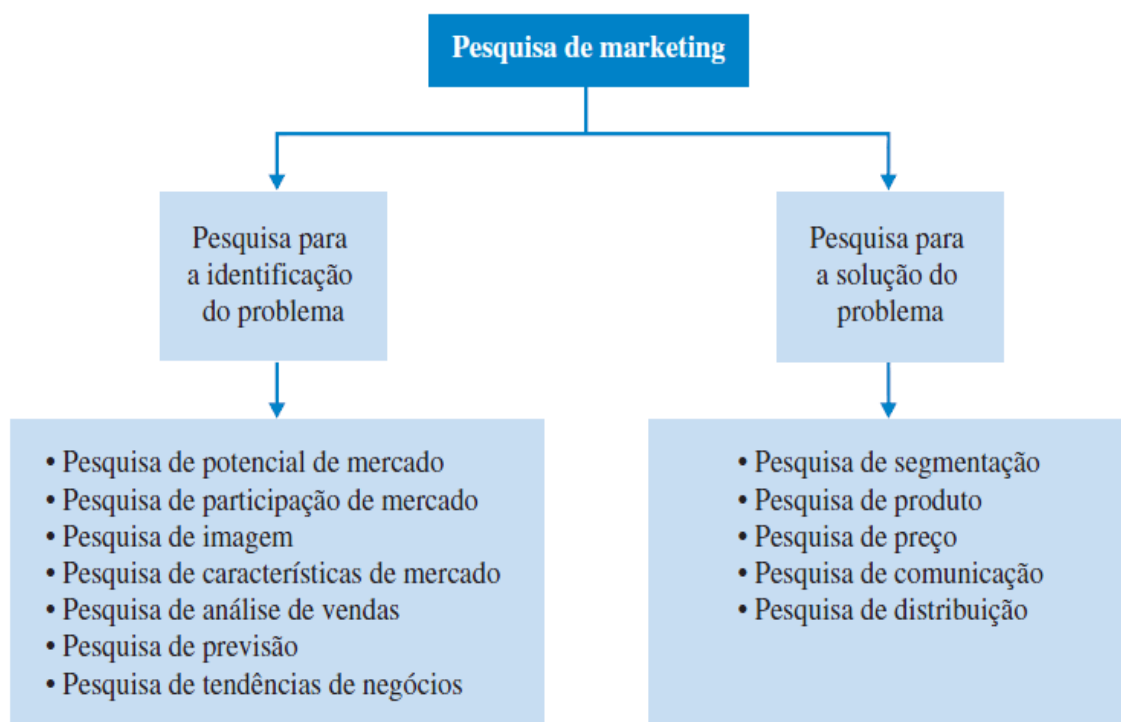 Pesquisa de marketing
Pesquisa para
a identificação
do problema
Pesquisa para
a solução do
problema
• Pesquisa de potencial de mercado
• Pesquisa de participação de mercado
• Pesquisa de imagem
• Pesquisa de características de mercado
• Pesquisa de análise de vendas
• Pesquisa de previsão
• Pesquisa de tendências de negócios
• Pesquisa de segmentação
• Pesquisa de produto
• Pesquisa de preço
• Pesquisa de comunicação
• Pesquisa de distribuição